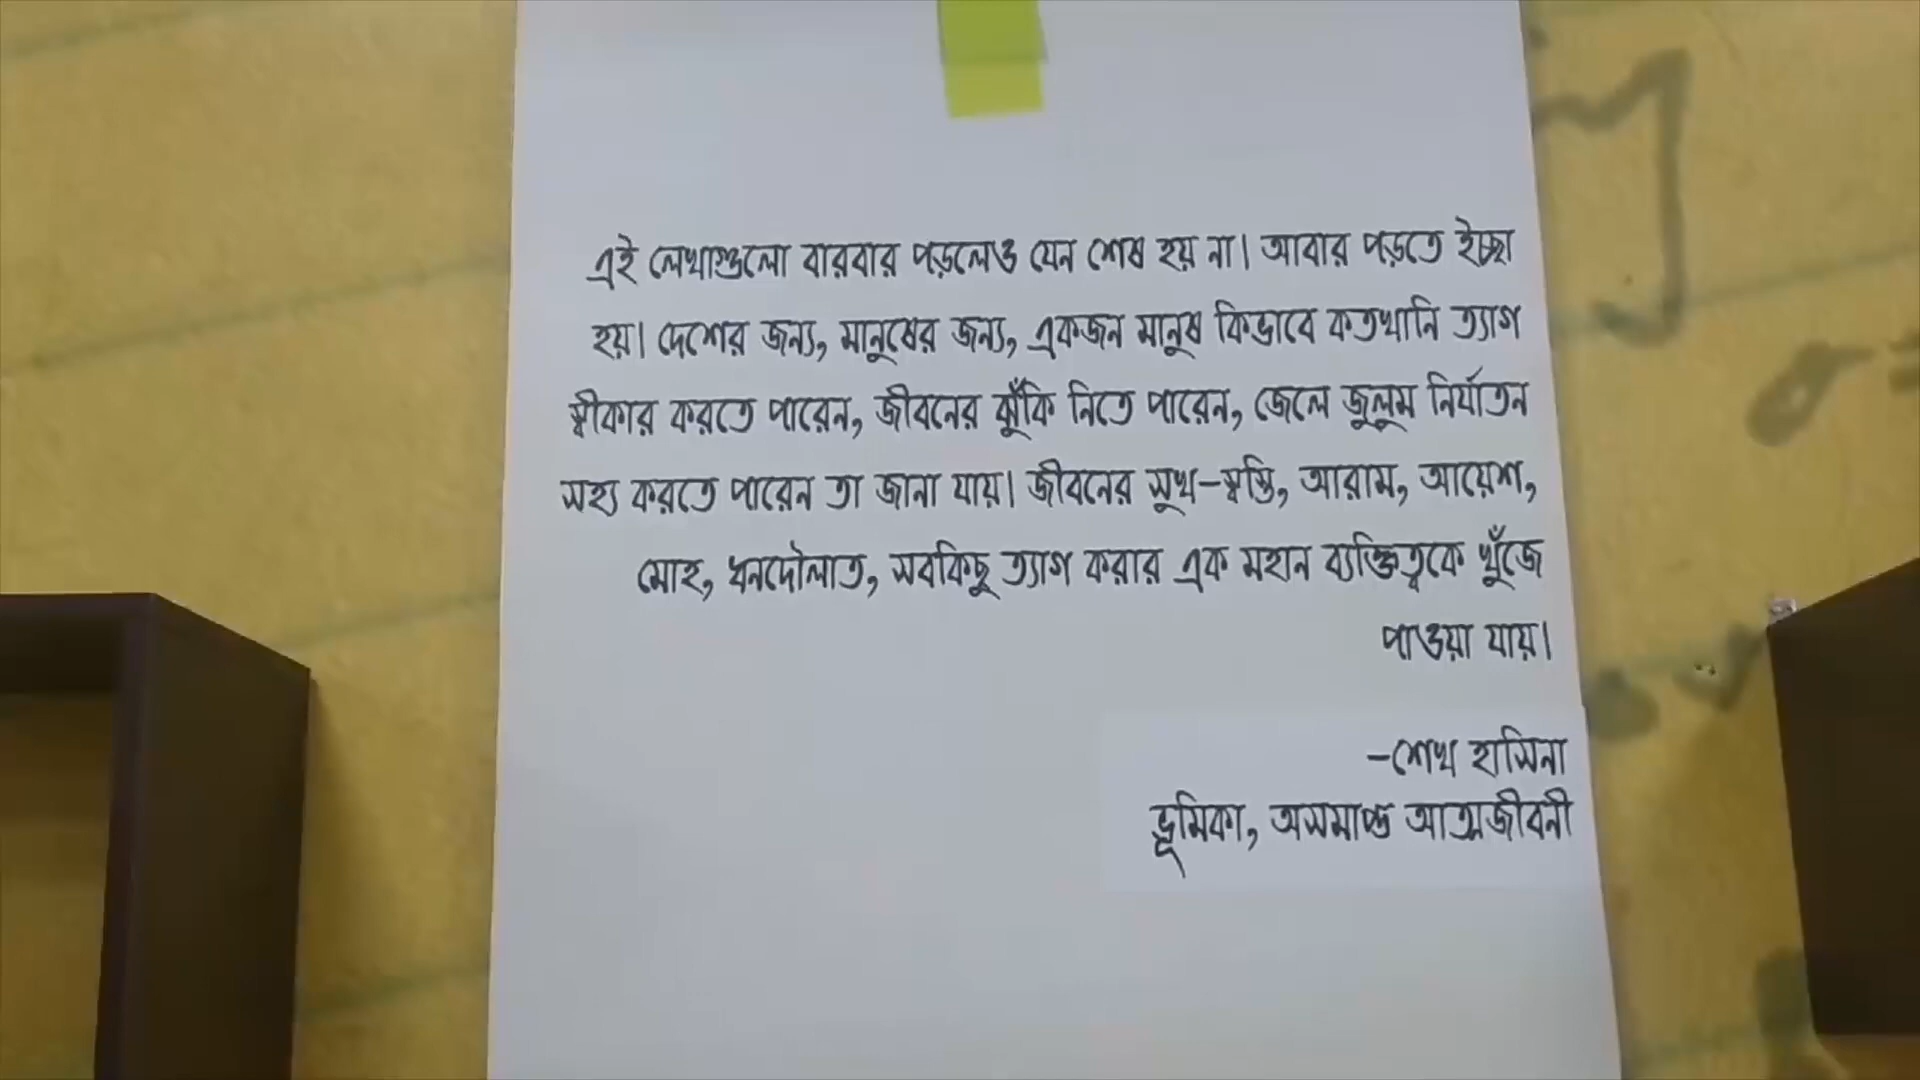 এই লেখাগুলো বারবার পড়লেও যেন শেষ হয় না। আবার পড়তে ইচ্ছা
হয়। দেশের জন্য, মানুষের জন্য, একজন মানুষ কিভাবে কতখানি ত্যাগ
স্বীকার করতে পারেন, জীবনের ঝুঁকি নিতে পারেন, জেলে জুলুম নির্যাতন
সহ্য করতে পারেন তা জানা যায়। জীবনের সুখ-স্বস্তি, আরাম, আয়েশ,
মোহ, ধনদৌলাত, সবকিছু ত্যাগ করার এক মহান ব্যক্তিত্বকে খুঁজে
পাওয়া যায়।
-শেখ হাসিনা
ভূমিকা, অসমাপ্ত আত্মজীবনী